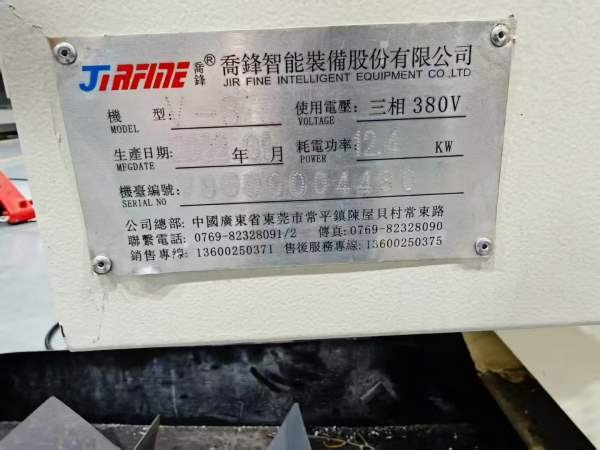 JIRFINE 喬鋒® 喬鋒智能裝備股份有限公司
JIR FINE INTELLIGENT EQUIPMENT CO.,LTD
機 型: 使用電壓: 三相 380V
MODEL VOLTAGE
生產日期: 年 01 月 耗電功率: 12.4 KW
MFGDATE POWER
機臺編號:
SERIAL NO
公司總部: 中國廣東省東莞市常平鎮陳屋貝村常東路
聯繫電話: 0769-82328091/2 傳真:0769-82328090
銷售專線: 13600250371 售後服務專線:13600250375